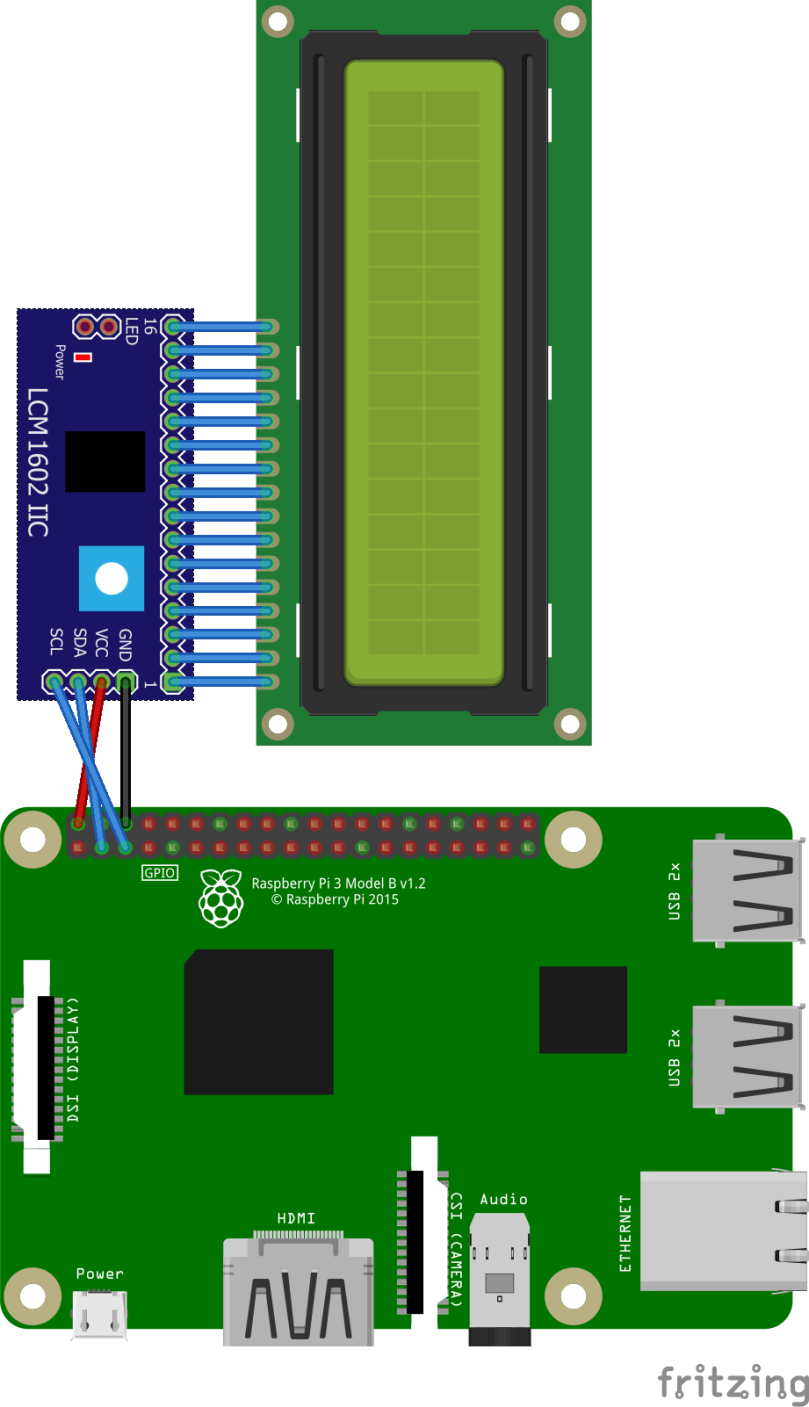 16
LED
Power
LCM1602 IIC
SCL
SDA
VCC
GND
1
GPIO
Raspberry Pi 3 Model B v1.2
© Raspberry Pi 2015
USB 2x
DSI (DISPLAY)
USB 2x
CSI (CAMERA)
Audio
ETHERNET
HDMI
Power
fritzing